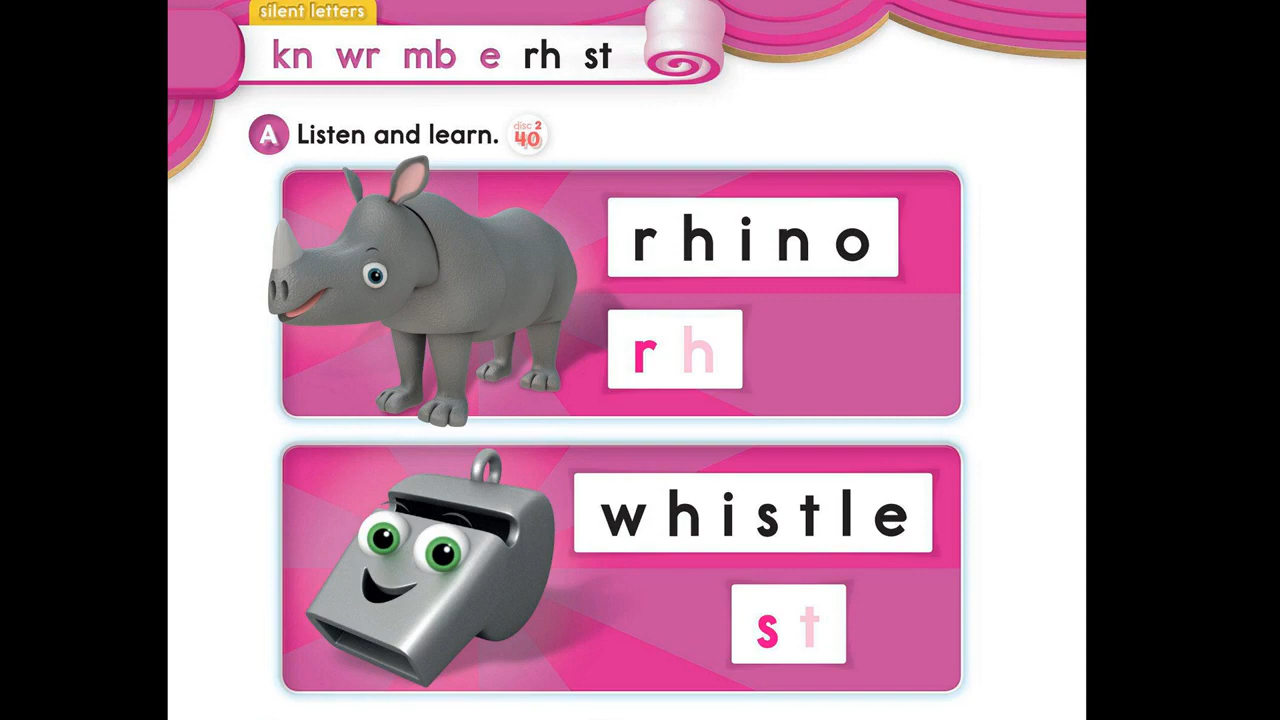 silent letters
kn wr mb e rh st
A Listen and learn. disc 2 40
rhino
rh
whistle
st